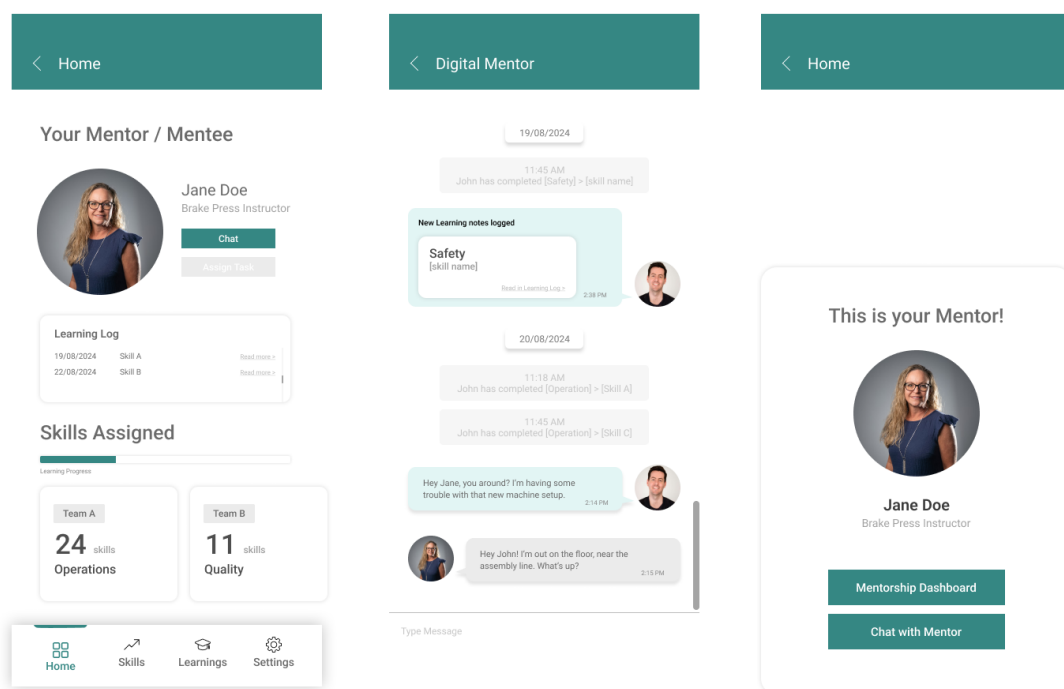 Home
Your Mentor / Mentee
Jane Doe
Brake Press Instructor
Chat
Assign Task
Learning Log
19/08/2024 Skill A Read more >
22/08/2024 Skill B Read more >
Skills Assigned
Learning Progress
Team A
24 skills
Operations
Team B
11 skills
Quality
Home
Skills
Learnings
Settings
Digital Mentor
19/08/2024
11:45 AM
John has completed [Safety] > [skill name]
New Learning notes logged
Safety
[skill name]
Read in Learning Log >
2:38 PM
20/08/2024
11:18 AM
John has completed [Operation] > [Skill A]
11:45 AM
John has completed [Operation] > [Skill C]
Hey Jane, you around? I'm having some
trouble with that new machine setup.
2:14 PM
Hey John! I'm out on the floor, near the
assembly line. What's up?
2:15 PM
Type Message
Home
This is your Mentor!
Jane Doe
Brake Press Instructor
Mentorship Dashboard
Chat with Mentor